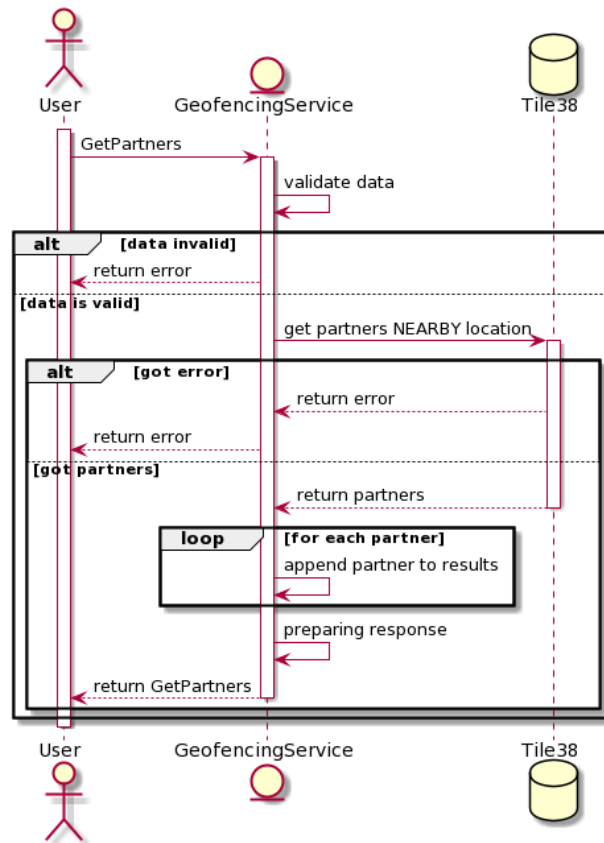 User
GeofencingService
Tile38
GetPartners
validate data
alt [data invalid]
return error
[data is valid]
get partners NEARBY location
alt [got error]
return error
return error
[got partners]
return partners
loop [for each partner]
append partner to results
preparing response
return GetPartners
User
GeofencingService
Tile38